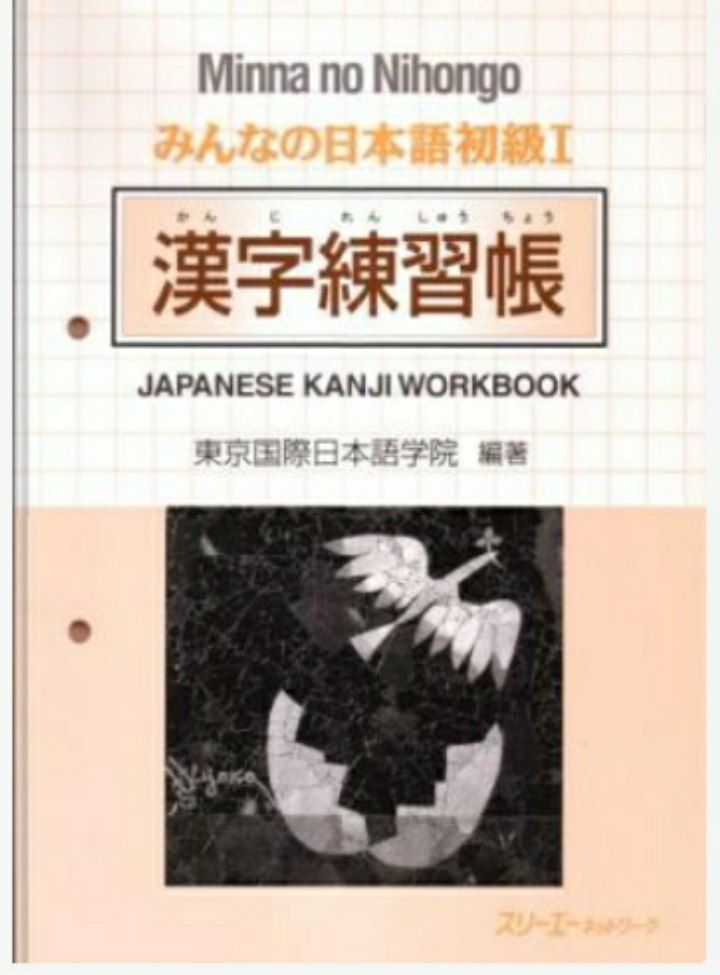 Minna no Nihongo
みんなの日本語初級I
かん じ れん しゅう ちょう
漢字練習帳
JAPANESE KANJI WORKBOOK
東京国際日本語学院 編著
スリーエーネットワーク